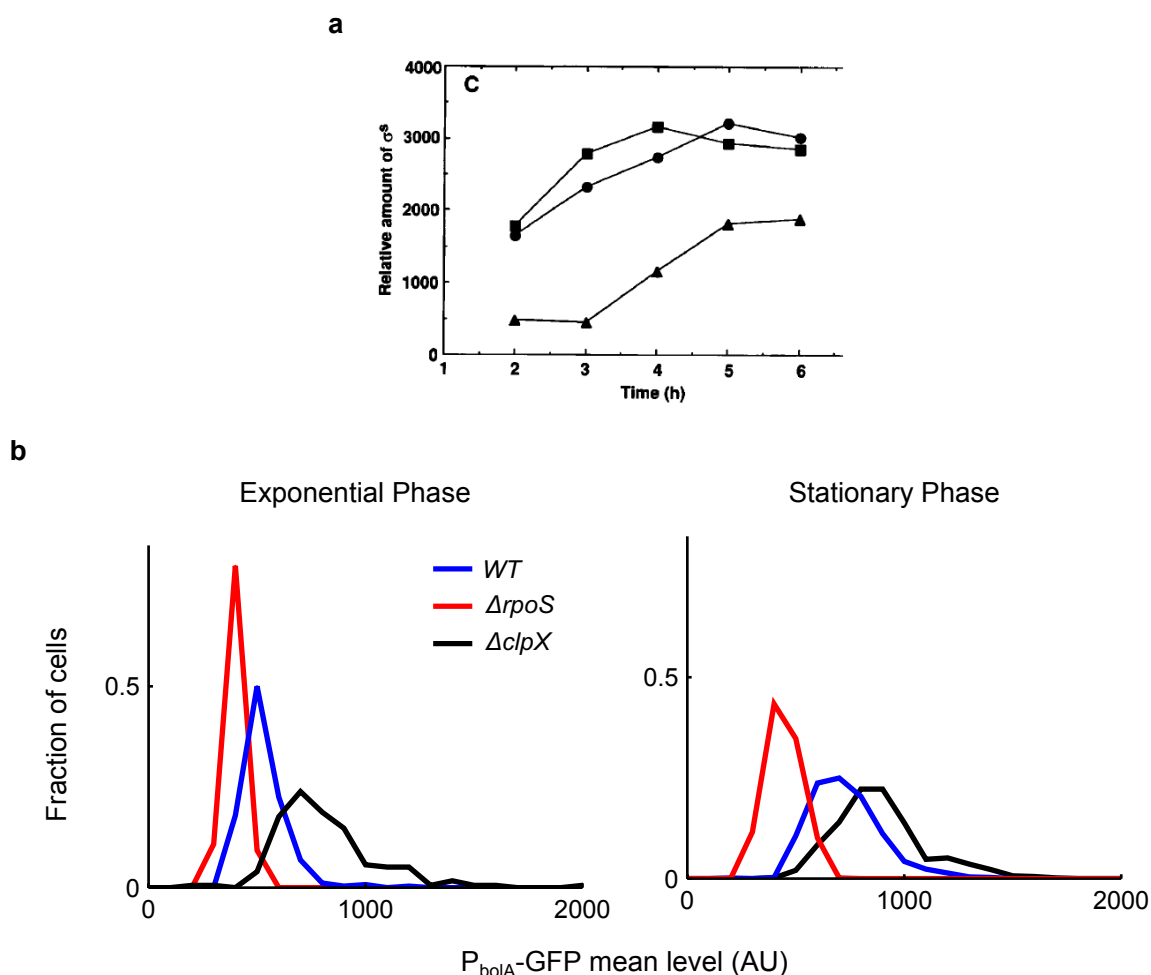 a
C
4000
3000
2000
1000
0
Relative amount of σˢ
1 2 3 4 5 6
Time (h)
b
Exponential Phase
Stationary Phase
WT
ΔrpoS
ΔclpX
Fraction of cells
0.5
0
0 1000 2000
0.5
0
0 1000 2000
P_bolA-GFP mean level (AU)